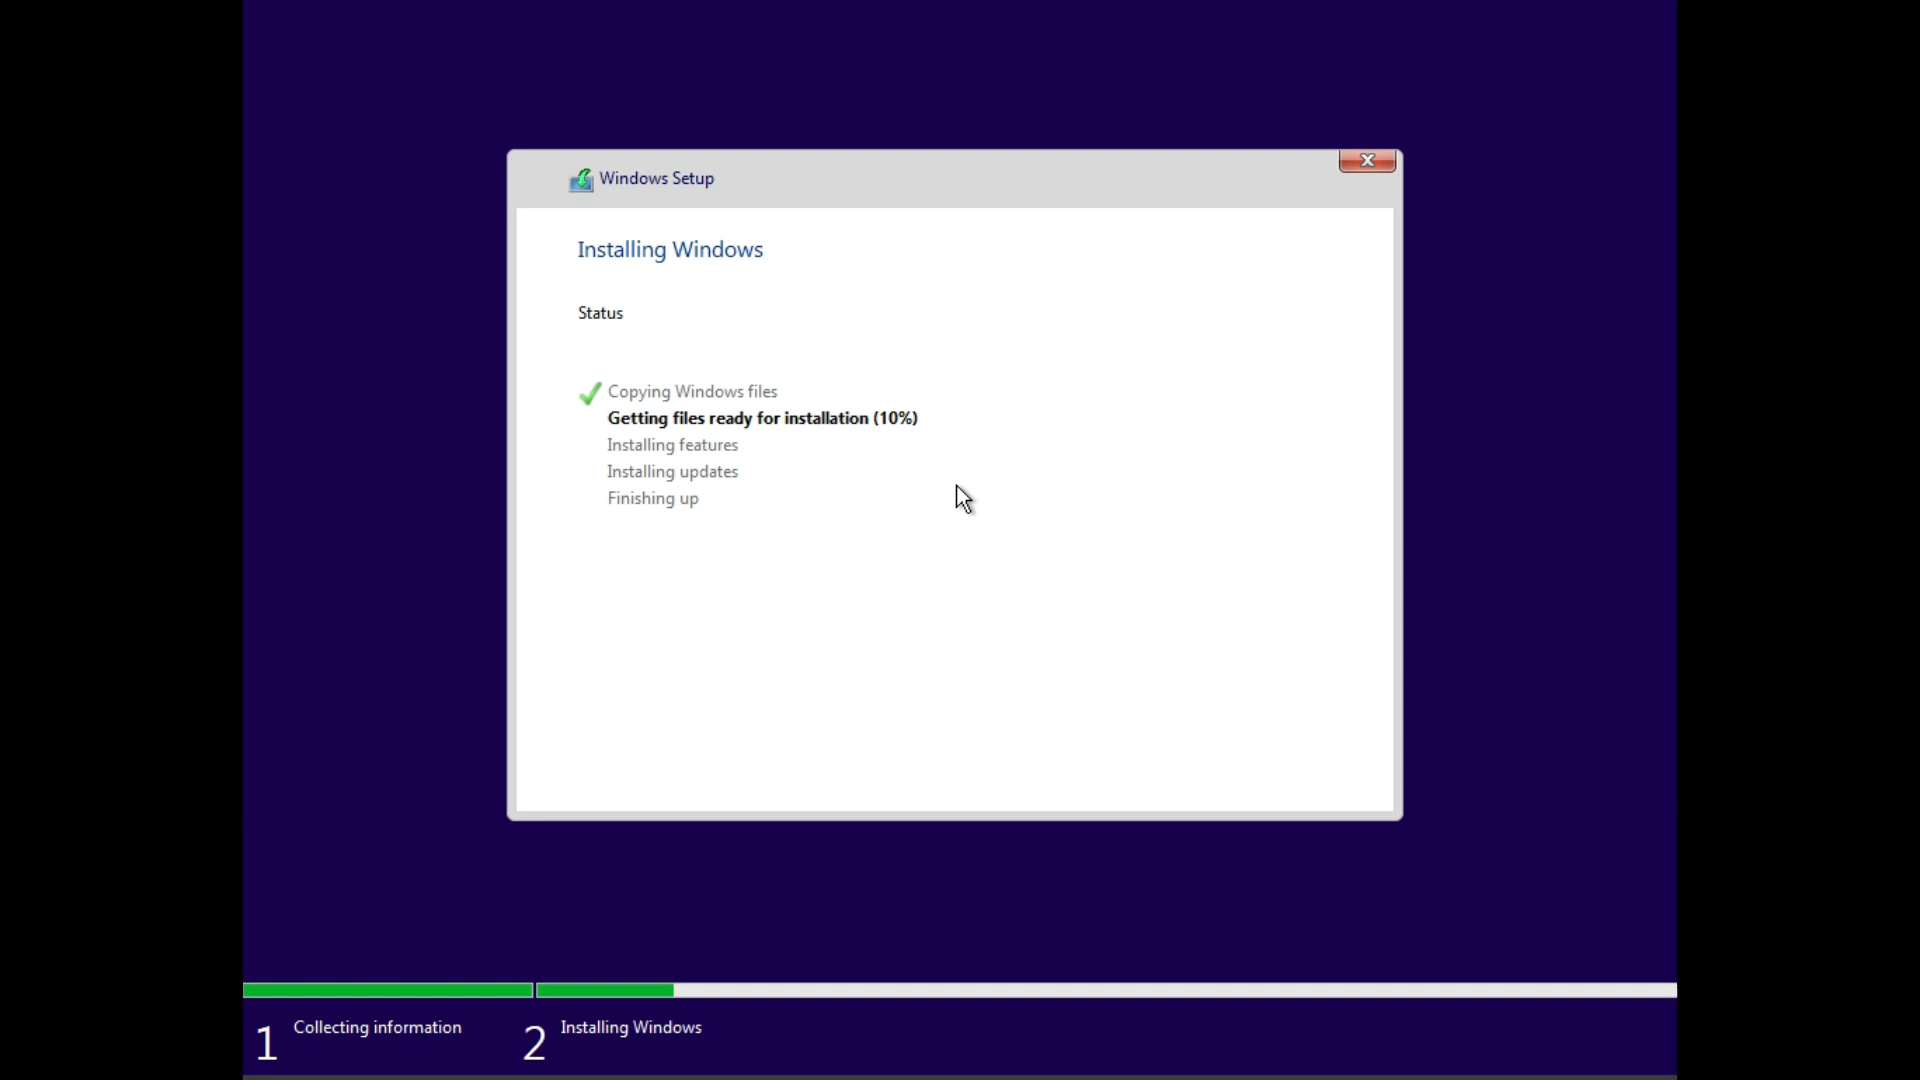 Windows Setup
Installing Windows
Status
Copying Windows files
Getting files ready for installation (10%)
Installing features
Installing updates
Finishing up
1 Collecting information 2 Installing Windows